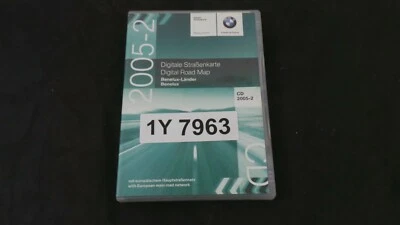 2005-2
Digitale Straßenkarte
Digital Road Map
Benelux-Länder
Benelux
CD
2005-2
1Y 7963
mit europäischem Hauptstraßennetz
with European main road network
CD